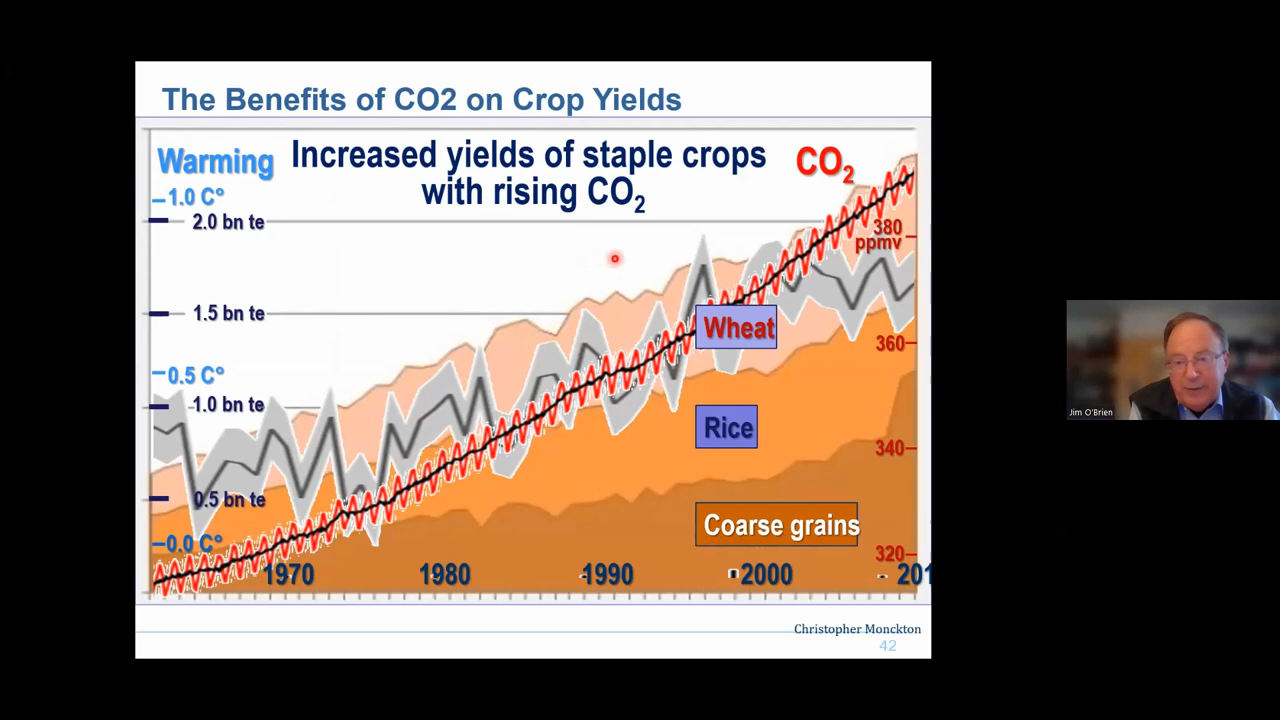 The Benefits of CO2 on Crop Yields
Warming
Increased yields of staple crops
with rising CO2
CO2
1.0 C°
2.0 bn te
380
ppmv
1.5 bn te
Wheat
360
0.5 C°
1.0 bn te
Rice
340
0.5 bn te
Coarse grains
0.0 C°
320
1970
1980
1990
2000
201
Christopher Monckton
42
Jim O'Brien